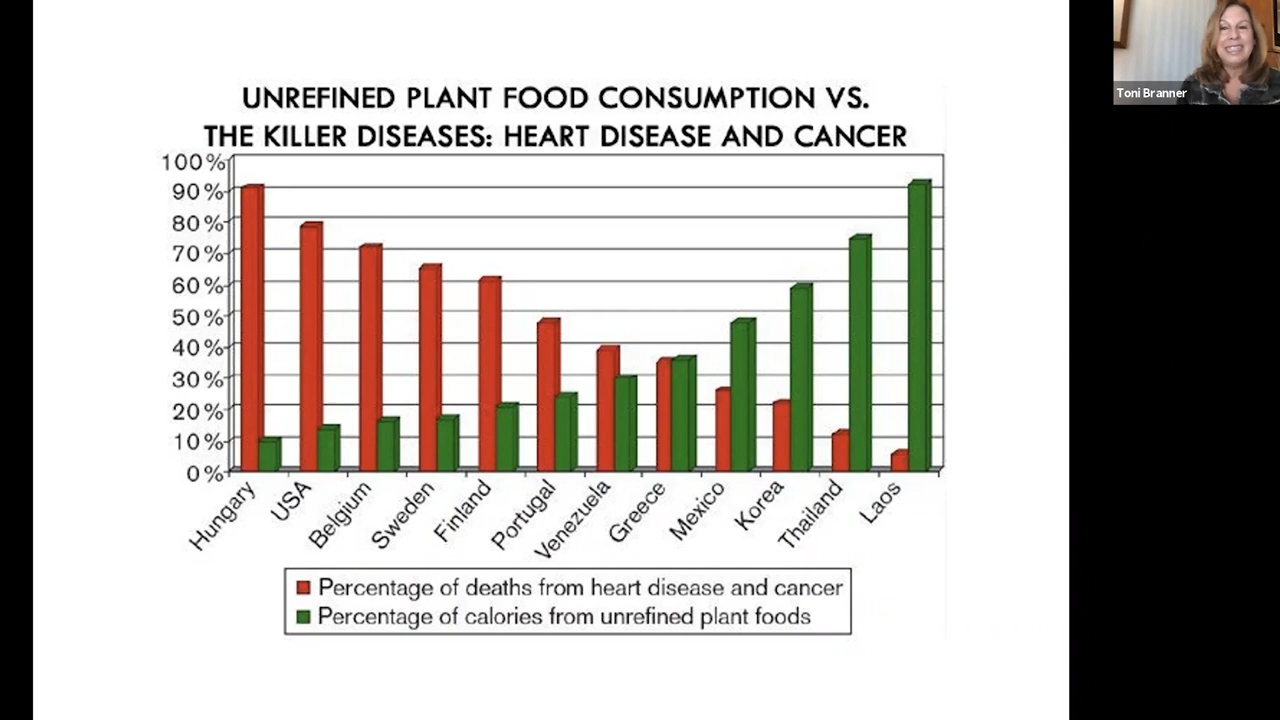 UNREFINED PLANT FOOD CONSUMPTION VS.
THE KILLER DISEASES: HEART DISEASE AND CANCER
100%
90%
80%
70%
60%
50%
40%
30%
20%
10%
0%
Hungary
USA
Belgium
Sweden
Finland
Portugal
Venezuela
Greece
Mexico
Korea
Thailand
Laos
Percentage of deaths from heart disease and cancer
Percentage of calories from unrefined plant foods
Toni Branner